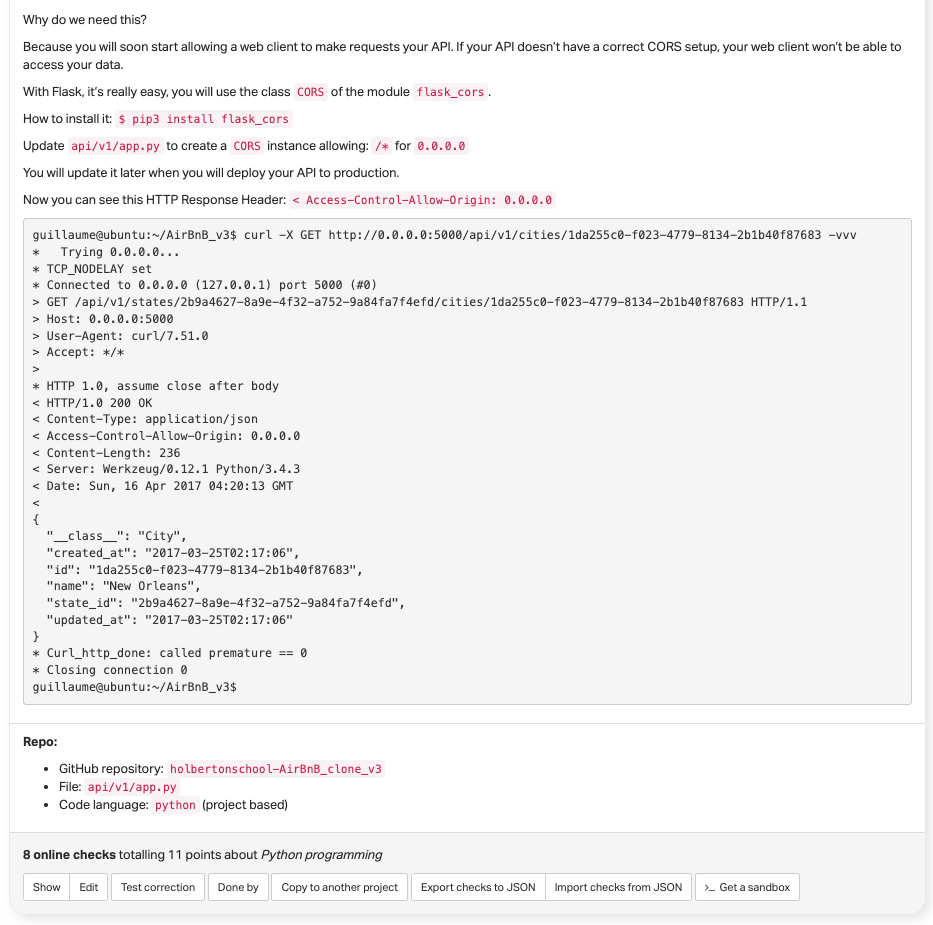 Why do we need this?
Because you will soon start allowing a web client to make requests your API. If your API doesn't have a correct CORS setup, your web client won't be able to
access your data.
With Flask, it's really easy, you will use the class CORS of the module flask_cors.
How to install it: $ pip3 install flask_cors
Update api/v1/app.py to create a CORS instance allowing: /* for 0.0.0.0
You will update it later when you will deploy your API to production.
Now you can see this HTTP Response Header: < Access-Control-Allow-Origin: 0.0.0.0
guillaume@ubuntu:~/AirBnB_v3$ curl -X GET http://0.0.0.0:5000/api/v1/cities/1da255c0-f023-4779-8134-2b1b40f87683 -vvv
*   Trying 0.0.0.0...
* TCP_NODELAY set
* Connected to 0.0.0.0 (127.0.0.1) port 5000 (#0)
> GET /api/v1/states/2b9a4627-8a9e-4f32-a752-9a84fa7f4efd/cities/1da255c0-f023-4779-8134-2b1b40f87683 HTTP/1.1
> Host: 0.0.0.0:5000
> User-Agent: curl/7.51.0
> Accept: */*
>
* HTTP 1.0, assume close after body
< HTTP/1.0 200 OK
< Content-Type: application/json
< Access-Control-Allow-Origin: 0.0.0.0
< Content-Length: 236
< Server: Werkzeug/0.12.1 Python/3.4.3
< Date: Sun, 16 Apr 2017 04:20:13 GMT
<
{
  "__class__": "City",
  "created_at": "2017-03-25T02:17:06",
  "id": "1da255c0-f023-4779-8134-2b1b40f87683",
  "name": "New Orleans",
  "state_id": "2b9a4627-8a9e-4f32-a752-9a84fa7f4efd",
  "updated_at": "2017-03-25T02:17:06"
}
* Curl_http_done: called premature == 0
* Closing connection 0
guillaume@ubuntu:~/AirBnB_v3$
Repo:
• GitHub repository: holbertonschool-AirBnB_clone_v3
• File: api/v1/app.py
• Code language: python (project based)
8 online checks totalling 11 points about Python programming
Show Edit Test correction Done by Copy to another project Export checks to JSON Import checks from JSON >_ Get a sandbox